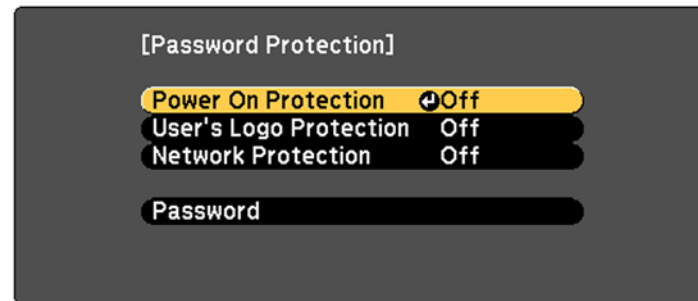 [Password Protection]
Power On Protection Off
User's Logo Protection Off
Network Protection Off
Password